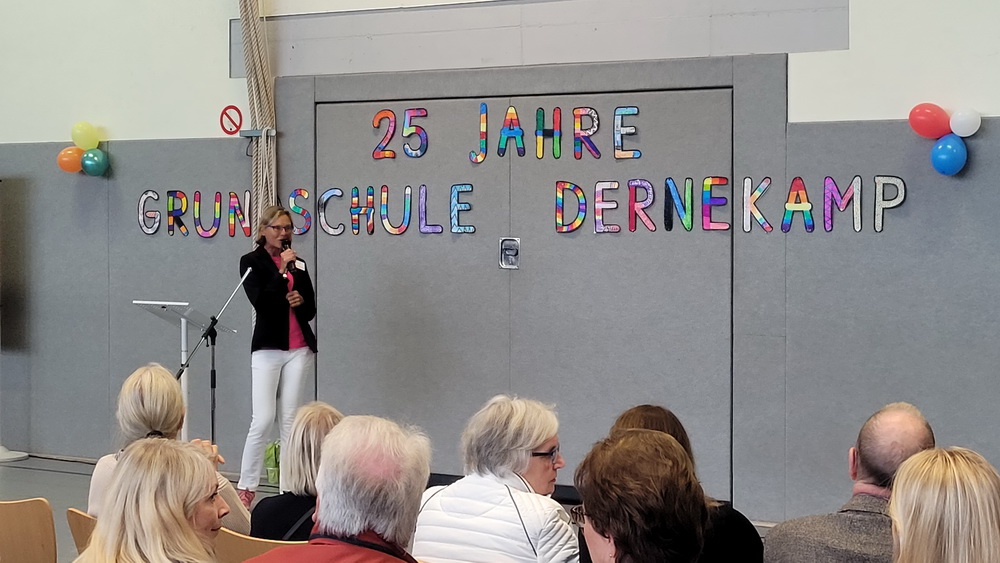 25 JAHRE
GRUNDSCHULE DERNEKAMP